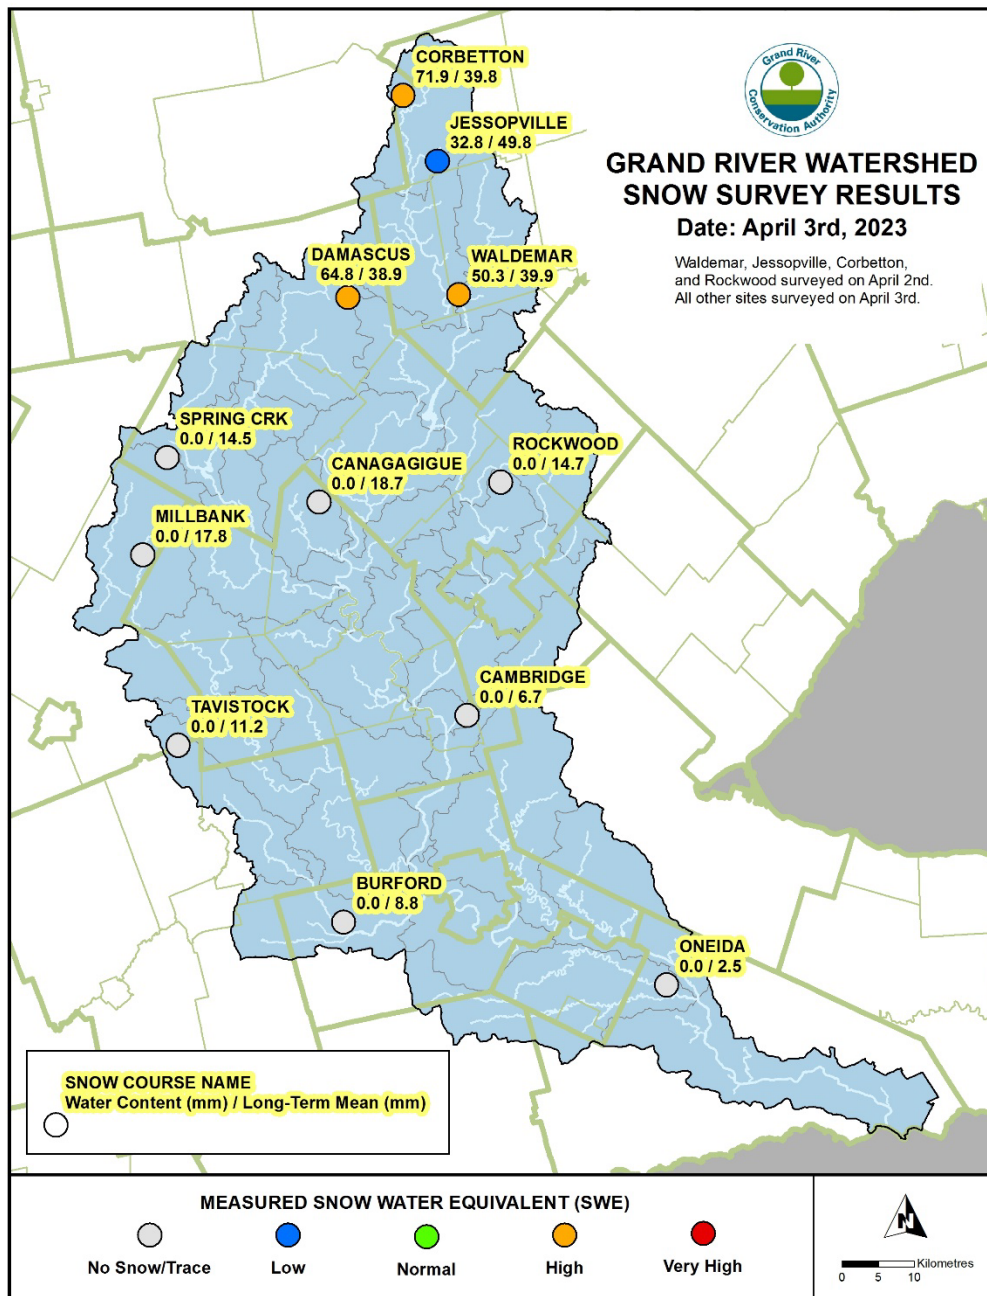 Grand River
Conservation Authority
GRAND RIVER WATERSHED
SNOW SURVEY RESULTS
Date: April 3rd, 2023
Waldemar, Jessopville, Corbetton,
and Rockwood surveyed on April 2nd.
All other sites surveyed on April 3rd.
CORBETTON
71.9 / 39.8
JESSOPVILLE
32.8 / 49.8
DAMASCUS
64.8 / 38.9
WALDEMAR
50.3 / 39.9
SPRING CRK
0.0 / 14.5
CANAGAGIGUE
0.0 / 18.7
ROCKWOOD
0.0 / 14.7
MILLBANK
0.0 / 17.8
CAMBRIDGE
0.0 / 6.7
TAVISTOCK
0.0 / 11.2
BURFORD
0.0 / 8.8
ONEIDA
0.0 / 2.5
SNOW COURSE NAME
Water Content (mm) / Long-Term Mean (mm)
MEASURED SNOW WATER EQUIVALENT (SWE)
No Snow/Trace
Low
Normal
High
Very High
N
Kilometres
0 5 10